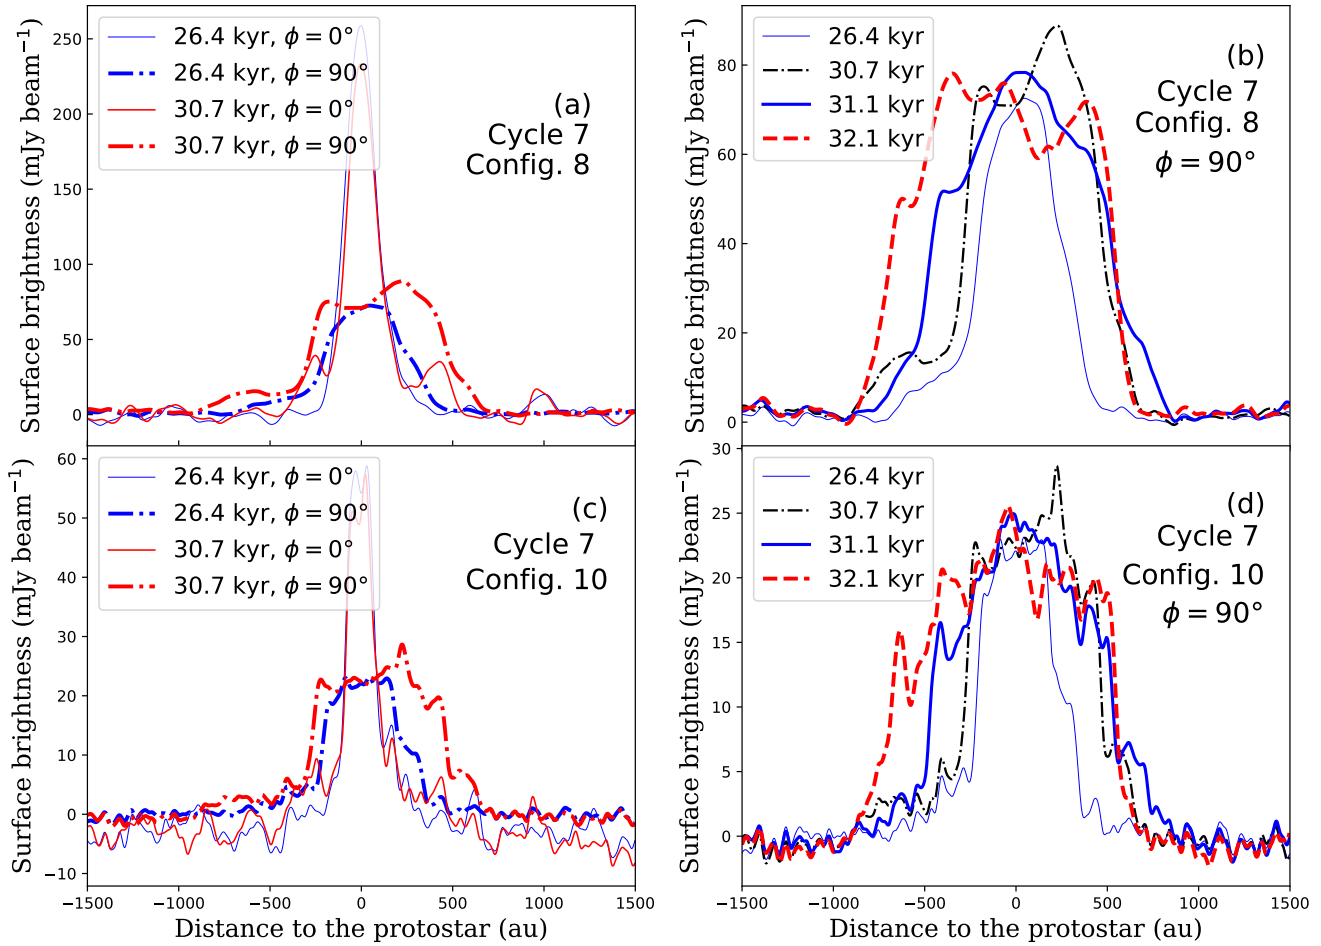 26.4 kyr, ϕ = 0°
26.4 kyr, ϕ = 90°
30.7 kyr, ϕ = 0°
30.7 kyr, ϕ = 90°
(a)
Cycle 7
Config. 8
Surface brightness (mJy beam⁻¹)
250
200
150
100
50
0
26.4 kyr
30.7 kyr
31.1 kyr
32.1 kyr
(b)
Cycle 7
Config. 8
ϕ = 90°
Surface brightness (mJy beam⁻¹)
80
60
40
20
0
−1500 −1000 −500 0 500 1000 1500
26.4 kyr, ϕ = 0°
26.4 kyr, ϕ = 90°
30.7 kyr, ϕ = 0°
30.7 kyr, ϕ = 90°
(c)
Cycle 7
Config. 10
Surface brightness (mJy beam⁻¹)
60
50
40
30
20
10
0
−10
−1500 −1000 −500 0 500 1000 1500
Distance to the protostar (au)
26.4 kyr
30.7 kyr
31.1 kyr
32.1 kyr
(d)
Cycle 7
Config. 10
ϕ = 90°
Surface brightness (mJy beam⁻¹)
30
25
20
15
10
5
0
−1500 −1000 −500 0 500 1000 1500
Distance to the protostar (au)